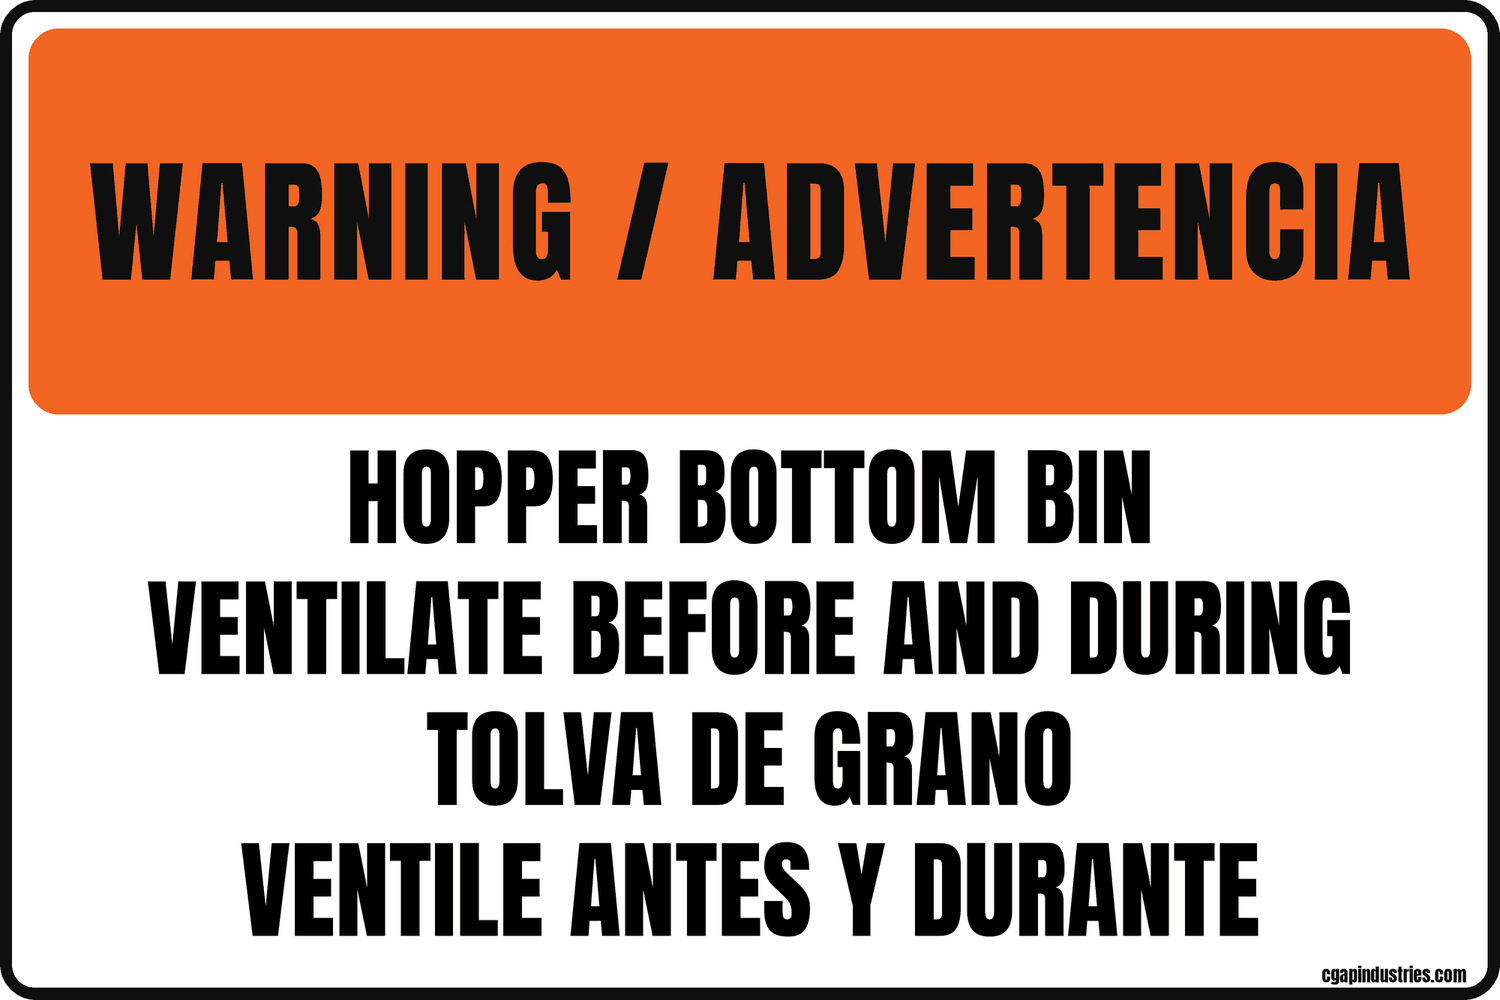 WARNING / ADVERTENCIA
HOPPER BOTTOM BIN
VENTILATE BEFORE AND DURING
TOLVA DE GRANO
VENTILE ANTES Y DURANTE
cgapindustries.com